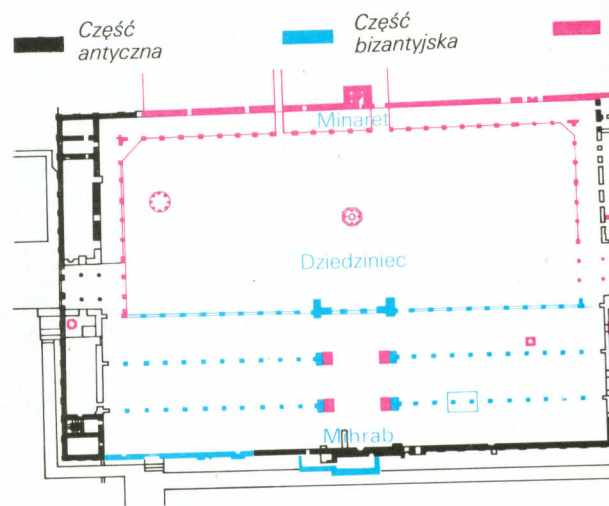 Część
antyczna
Część
bizantyjska
Minaret
Dziedziniec
Mihrab